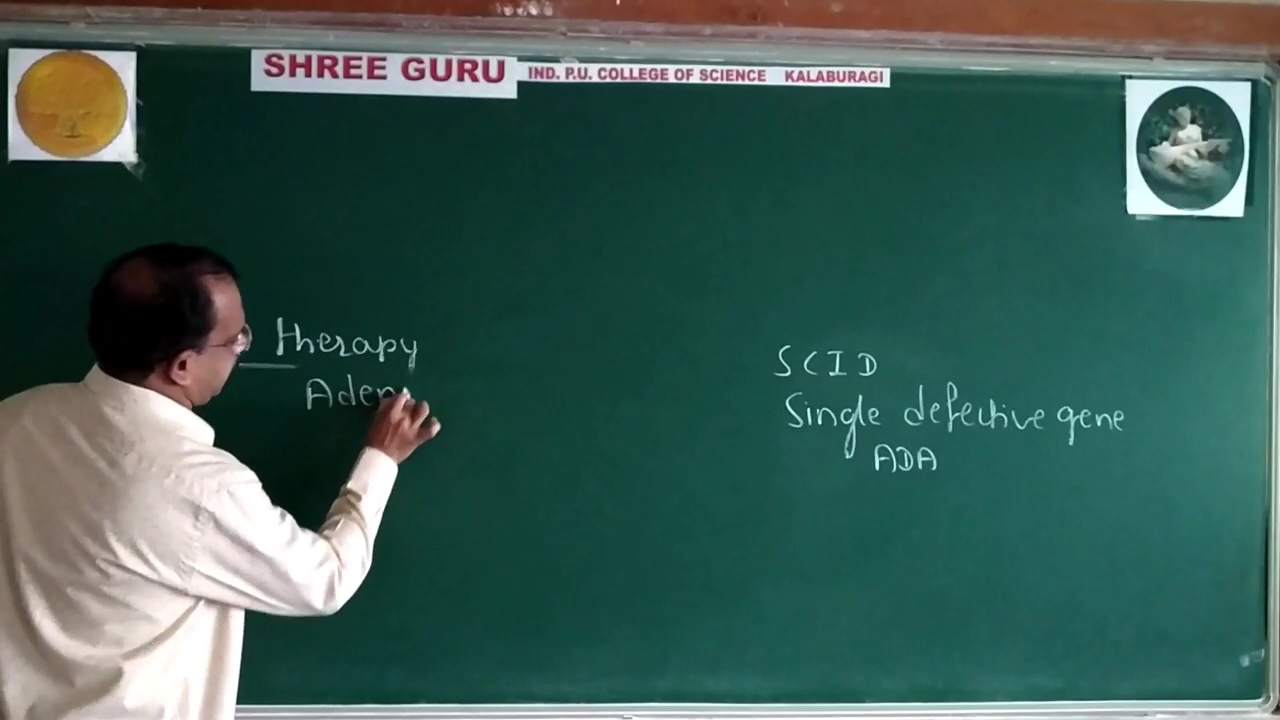 SHREE GURU IND. P.U. COLLEGE OF SCIENCE KALABURAGI
therapy
Aden
SCID
Single defective gene
ADA